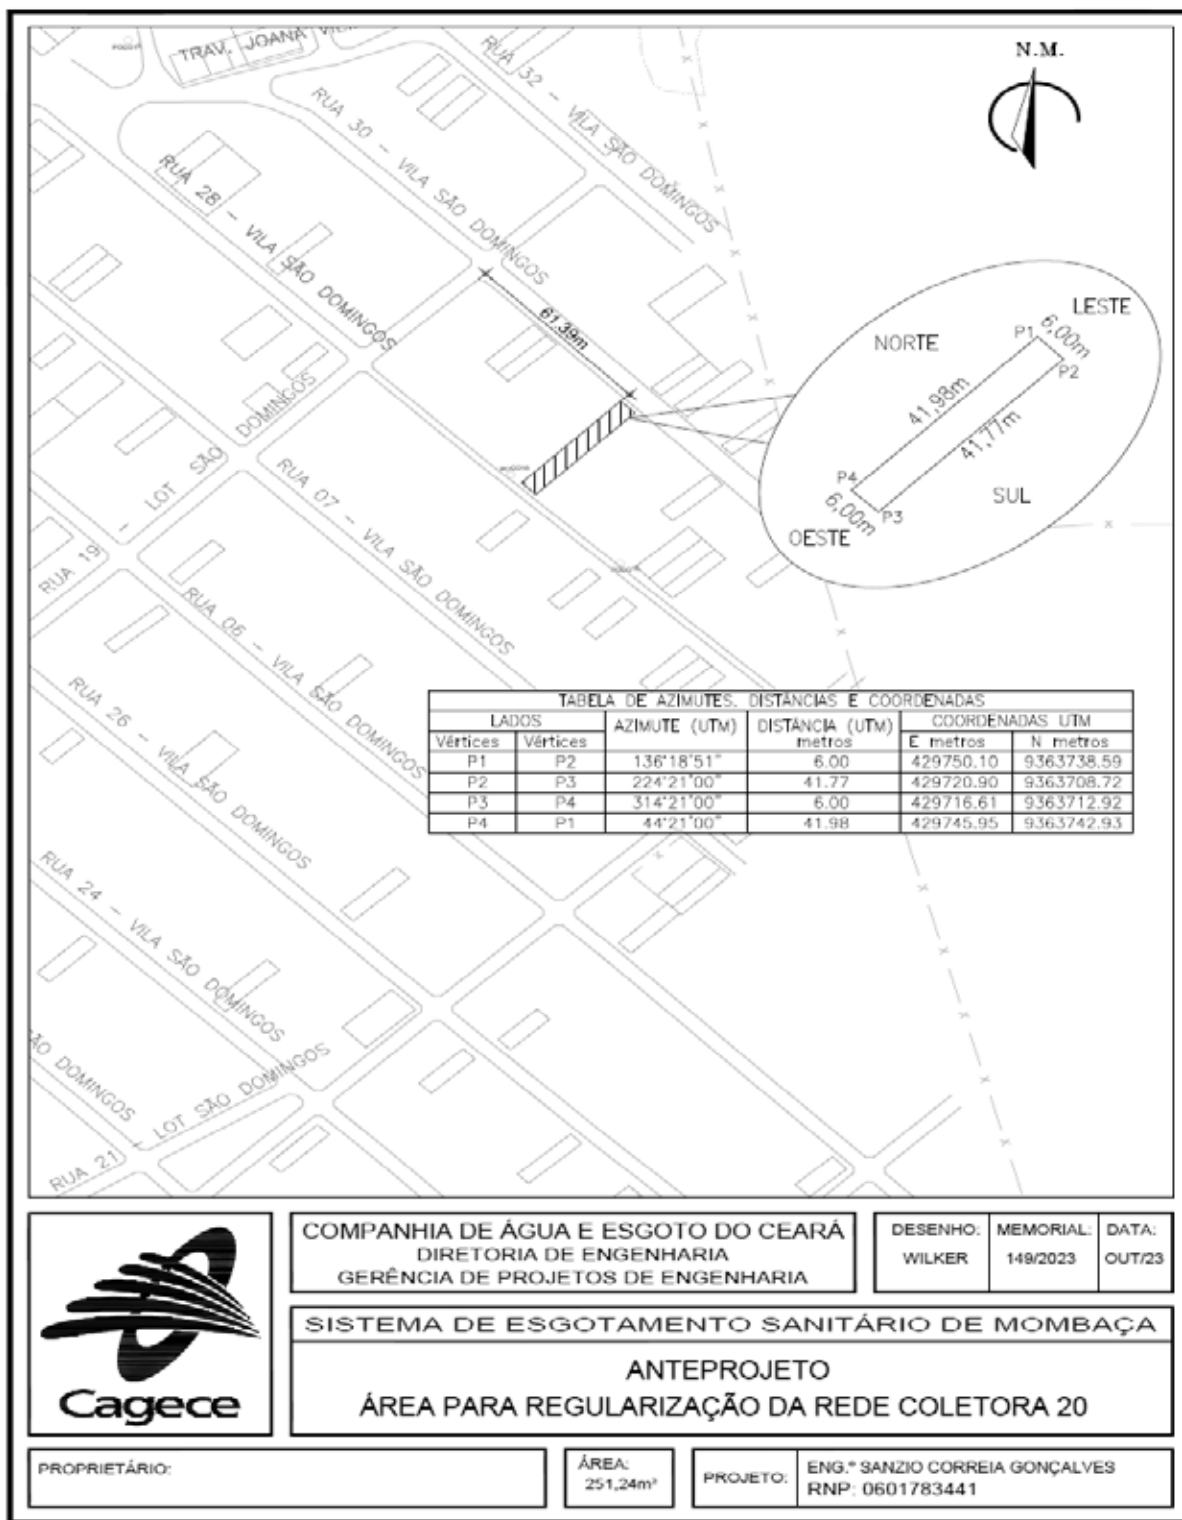 TRAV. JOANA
N.M.
RUA 32 - VILA SÃO DOMINGOS
RUA 30 - VILA SÃO DOMINGOS
RUA 28 - VILA SÃO DOMINGOS
61,39m
LESTE
NORTE
P1
6,00m
P2
41,98m
41,77m
P4
SUL
6,00m
P3
OESTE
LOT SÃO DOMINGOS
RUA 07 - VILA SÃO DOMINGOS
RUA 19
RUA 06 - VILA SÃO DOMINGOS
RUA 26 - VILA SÃO DOMINGOS
TABELA DE AZIMUTES, DISTÂNCIAS E COORDENADAS
LADOS AZIMUTE (UTM) DISTÂNCIA (UTM) COORDENADAS UTM
Vértices Vértices metros E metros N metros
P1 P2 136°18'51" 6.00 429750.10 9363738.59
P2 P3 224°21'00" 41.77 429720.90 9363708.72
P3 P4 314°21'00" 6.00 429716.61 9363712.92
P4 P1 44°21'00" 41.98 429745.95 9363742.93
RUA 24 - VILA SÃO DOMINGOS
SÃO DOMINGOS
LOT SÃO DOMINGOS
RUA 21
Cagece
COMPANHIA DE ÁGUA E ESGOTO DO CEARÁ
DIRETORIA DE ENGENHARIA
GERÊNCIA DE PROJETOS DE ENGENHARIA
DESENHO: MEMORIAL: DATA:
WILKER 149/2023 OUT/23
SISTEMA DE ESGOTAMENTO SANITÁRIO DE MOMBAÇA
ANTEPROJETO
ÁREA PARA REGULARIZAÇÃO DA REDE COLETORA 20
PROPRIETÁRIO:
ÁREA:
251,24m²
PROJETO:
ENG.º SANZIO CORREIA GONÇALVES
RNP: 0601783441